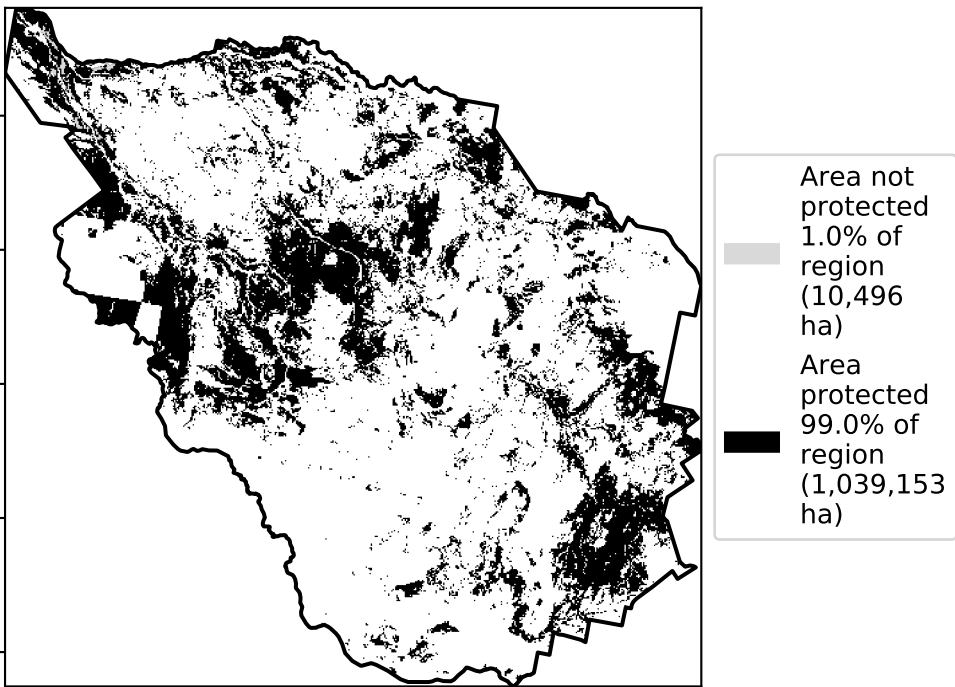 Area not
protected
1.0% of
region
(10,496
ha)
Area
protected
99.0% of
region
(1,039,153
ha)